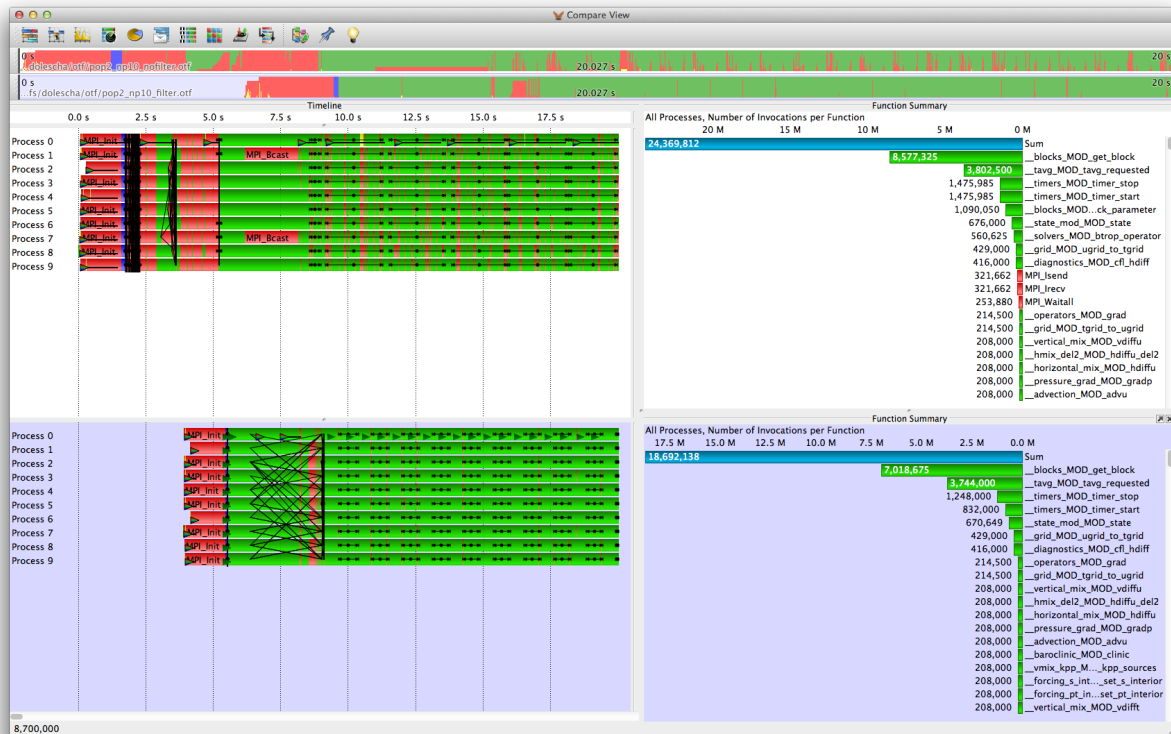 Compare View
0 s
20.027 s
20 s
dolescha/otf/pop2_np10_nofilter.otf
0 s
20.027 s
20 s
...fs/dolescha/otf/pop2_np10_filter.otf
Timeline
0.0 s 2.5 s 5.0 s 7.5 s 10.0 s 12.5 s 15.0 s 17.5 s
Process 0 MPI_Init
Process 1 MPI_Init MPI_Bcast
Process 2
Process 3 MPI_Init
Process 4 MPI_Init
Process 5 MPI_Init
Process 6 MPI_Init
Process 7 MPI_Init MPI_Bcast
Process 8 MPI_Init
Process 9
Function Summary
All Processes, Number of Invocations per Function
20 M 15 M 10 M 5 M 0 M
24,369,812 Sum
8,577,325 __blocks_MOD_get_block
3,802,500 __tavg_MOD_tavg_requested
1,475,985 __timers_MOD_timer_stop
1,475,985 __timers_MOD_timer_start
1,090,050 __blocks_MOD...ck_parameter
676,000 __state_mod_MOD_state
560,625 __solvers_MOD_btrop_operator
429,000 __grid_MOD_ugrid_to_tgrid
416,000 __diagnostics_MOD_cfl_hdiff
321,662 MPI_Isend
321,662 MPI_Irecv
253,880 MPI_Waitall
214,500 __operators_MOD_grad
214,500 __grid_MOD_tgrid_to_ugrid
208,000 __vertical_mix_MOD_vdiffu
208,000 __hmix_del2_MOD_hdiffu_del2
208,000 __horizontal_mix_MOD_hdiffu
208,000 __pressure_grad_MOD_gradp
208,000 __advection_MOD_advu
Process 0 MPI_Init
Process 1
Process 2 MPI_Init
Process 3 MPI_Init
Process 4 MPI_Init
Process 5 MPI_Init
Process 6
Process 7 MPI_Init
Process 8 MPI_Init
Process 9 MPI_Init
Function Summary
All Processes, Number of Invocations per Function
17.5 M 15.0 M 12.5 M 10.0 M 7.5 M 5.0 M 2.5 M 0.0 M
18,692,138 Sum
7,018,675 __blocks_MOD_get_block
3,744,000 __tavg_MOD_tavg_requested
1,248,000 __timers_MOD_timer_stop
832,000 __timers_MOD_timer_start
670,649 __state_mod_MOD_state
429,000 __grid_MOD_ugrid_to_tgrid
416,000 __diagnostics_MOD_cfl_hdiff
214,500 __operators_MOD_grad
214,500 __grid_MOD_tgrid_to_ugrid
208,000 __vertical_mix_MOD_vdiffu
208,000 __hmix_del2_MOD_hdiffu_del2
208,000 __horizontal_mix_MOD_hdiffu
208,000 __pressure_grad_MOD_gradp
208,000 __advection_MOD_advu
208,000 __baroclinic_MOD_clinic
208,000 __vmix_kpp_M..._kpp_sources
208,000 __forcing_s_int..._set_s_interior
208,000 __forcing_pt_in...set_pt_interior
208,000 __vertical_mix_MOD_vdifft
8,700,000